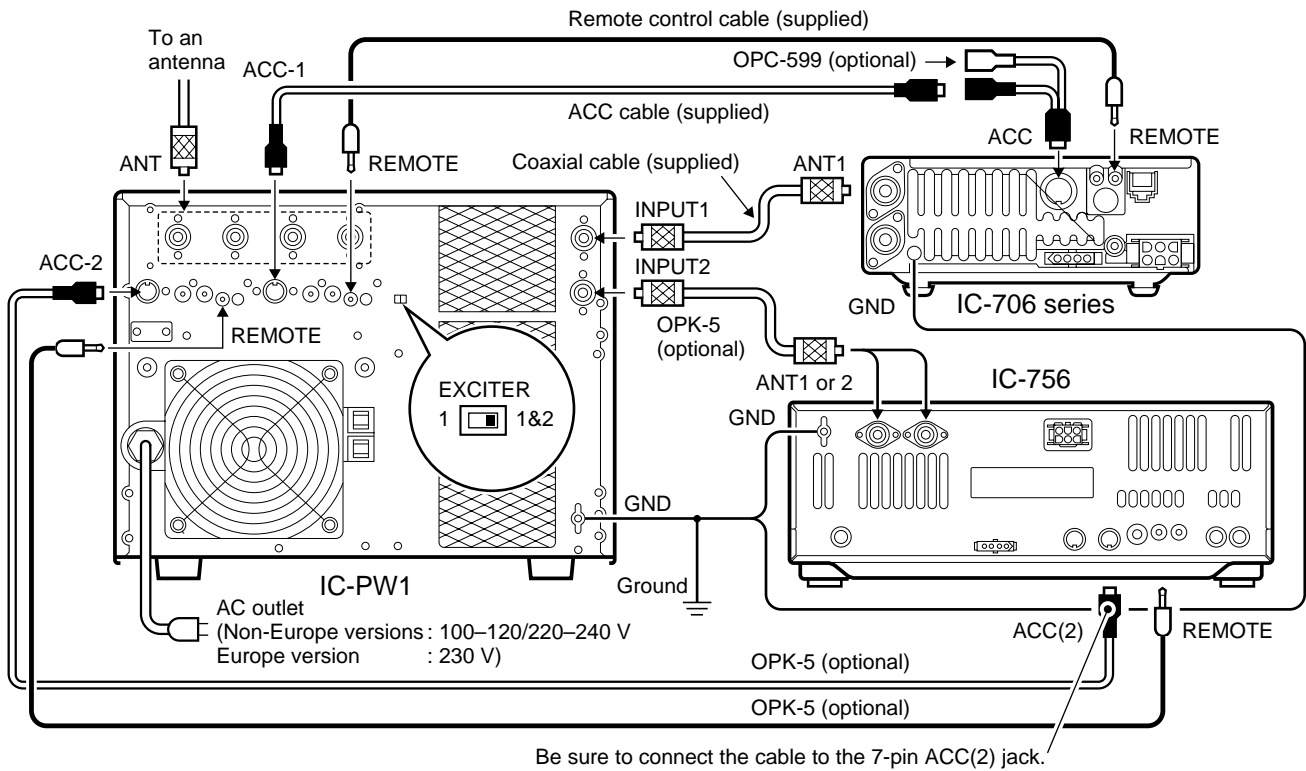 Remote control cable (supplied)
To an
antenna
ACC-1
OPC-599 (optional)
ACC cable (supplied)
ANT
REMOTE
Coaxial cable (supplied)
ANT1
ACC
REMOTE
INPUT1
ACC-2
INPUT2
GND
IC-706 series
REMOTE
OPK-5
(optional)
ANT1 or 2
IC-756
EXCITER
1 1&2
GND
GND
IC-PW1
Ground
AC outlet
(Non-Europe versions : 100–120/220–240 V
Europe version : 230 V)
ACC(2)
REMOTE
OPK-5 (optional)
OPK-5 (optional)
Be sure to connect the cable to the 7-pin ACC(2) jack.